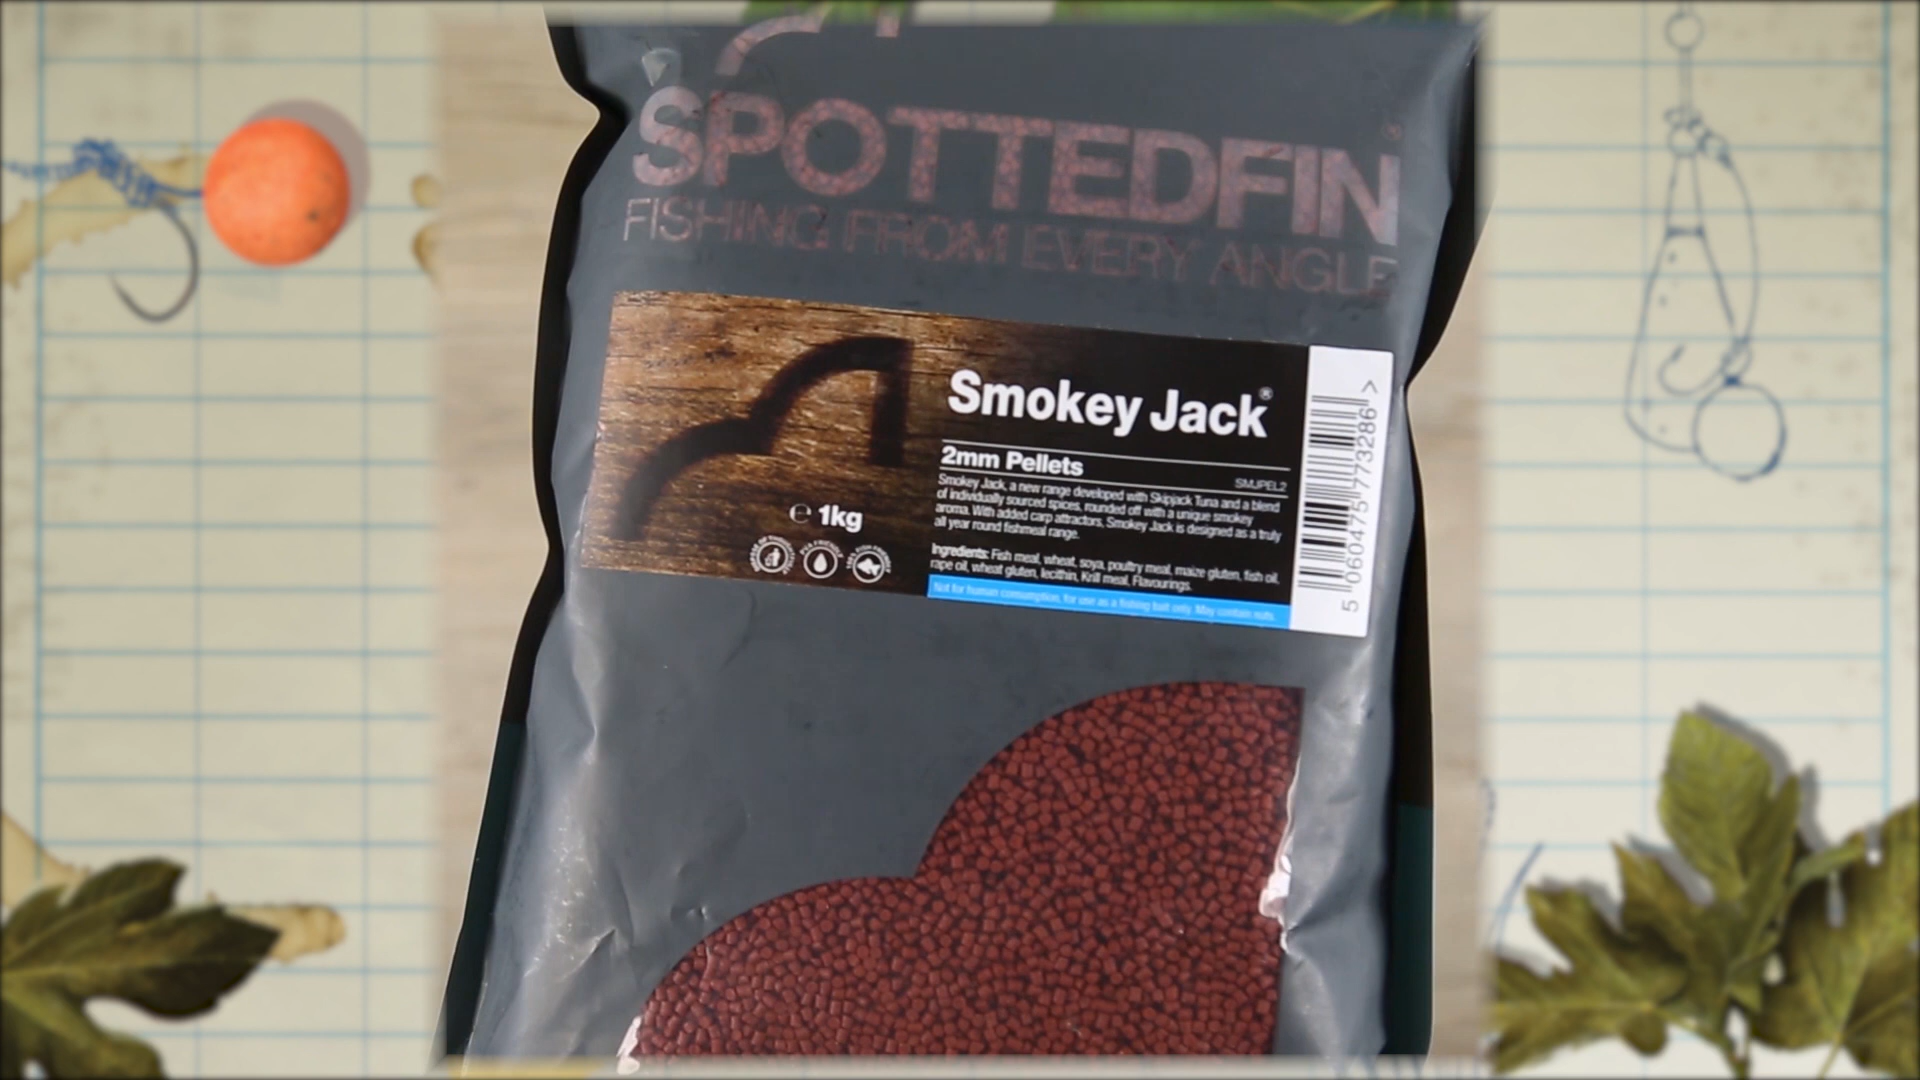 SPOTTEDFIN
FISHING FROM EVERY ANGLE
Smokey Jack®
2mm Pellets
SMJPEL2
Smokey Jack, a new range developed with Skipjack Tuna and a blend
of individually sourced spices, rounded off with a unique smokey
aroma. With added carp attractors, Smokey Jack is designed as a truly
all year round fishmeal range.
Ingredients: Fish meal, wheat, soya, poultry meal, maize gluten, fish oil,
rape oil, wheat gluten, lecithin, Krill meal, Flavourings.
Not for human consumption, for use as a fishing bait only. May contain nuts.
℮ 1kg
PVA FRIENDLY
5 060475 773286 >